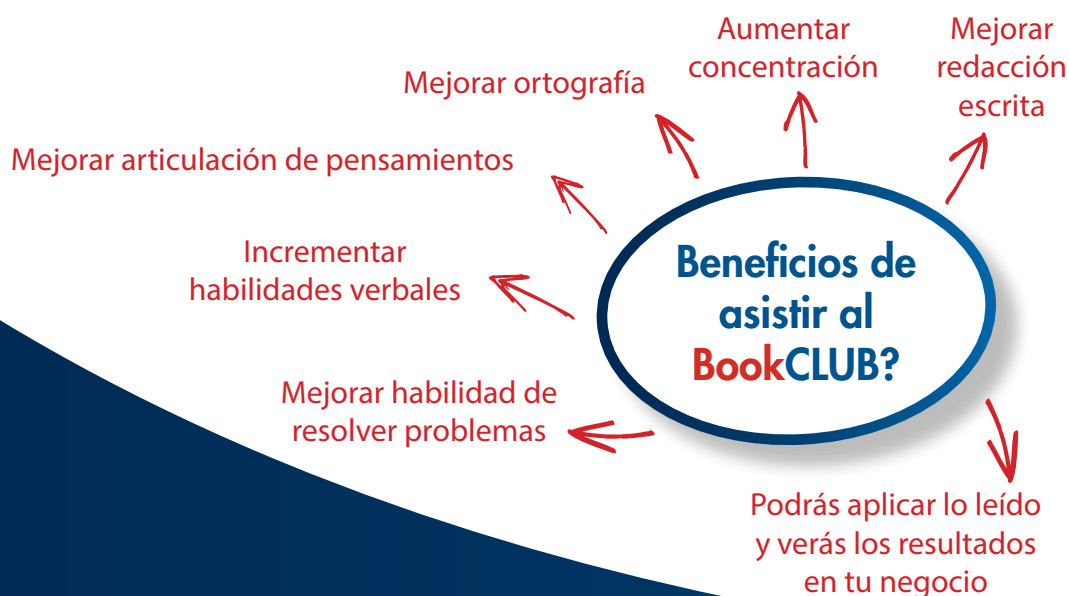 Aumentar
concentración
Mejorar
redacción
escrita
Mejorar ortografía
Mejorar articulación de pensamientos
Incrementar
habilidades verbales
Mejorar habilidad de
resolver problemas
Beneficios de
asistir al
BookCLUB?
Podrás aplicar lo leído
y verás los resultados
en tu negocio